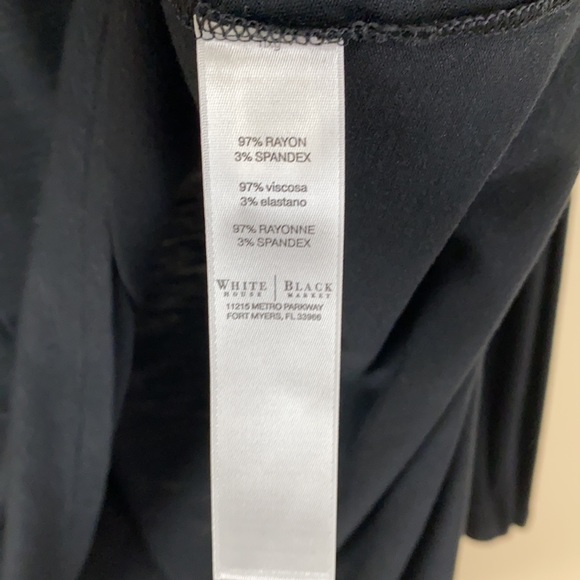 97% RAYON
3% SPANDEX
97% viscosa
3% elastano
97% RAYONNE
3% SPANDEX
WHITE | BLACK
HOUSE | MARKET
11215 METRO PARKWAY
FORT MYERS, FL 33966